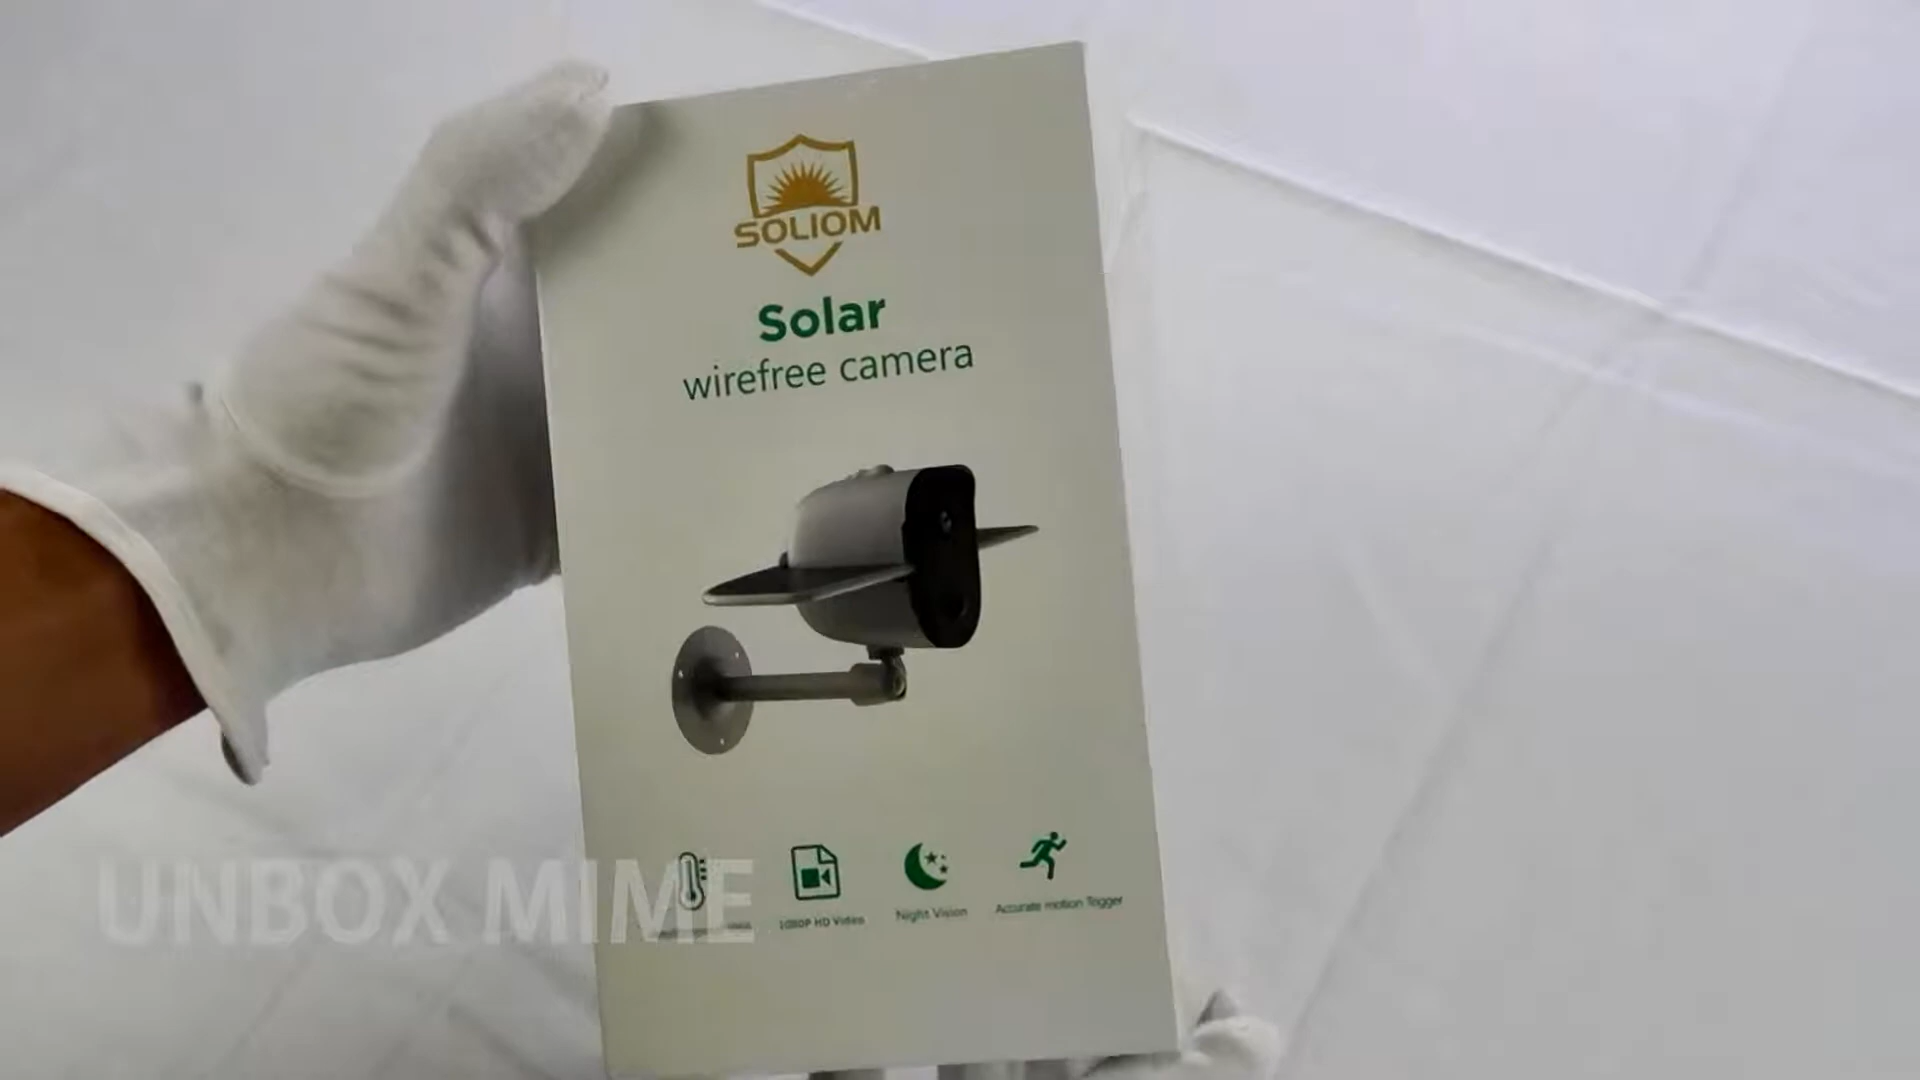 SOLIOM
Solar
wirefree camera
1080P HD Video
Night Vision
Accurate motion Trigger
UNBOX MIME